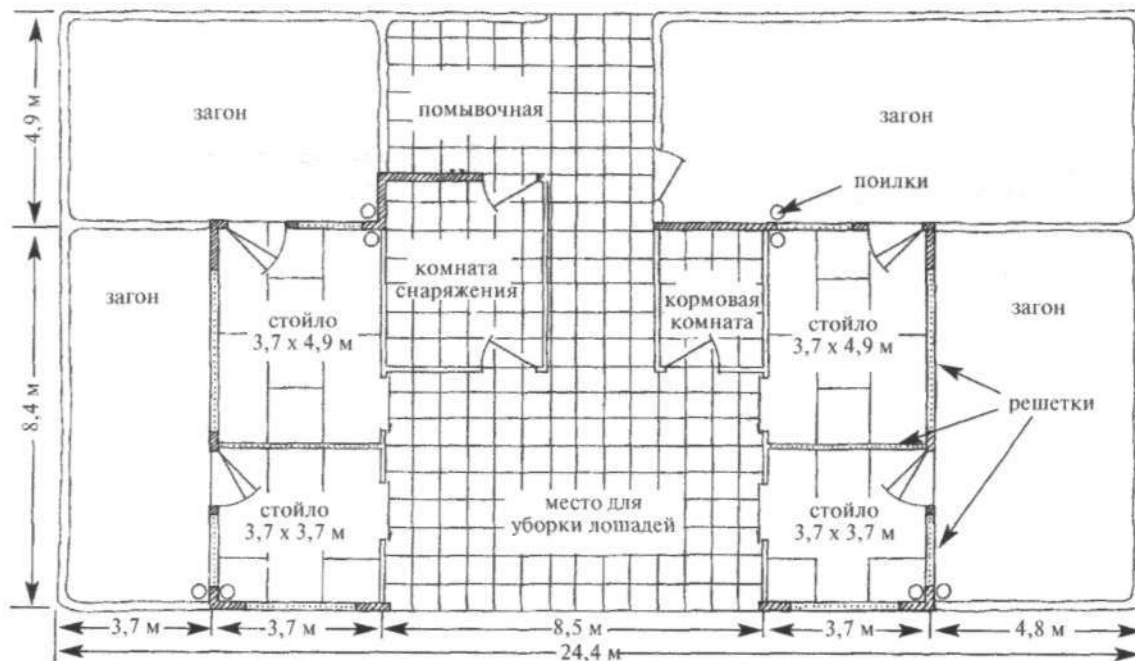 4,9 м
загон
помывочная
загон
поилки
8,4 м
загон
комната
снаряжения
кормовая
комната
загон
стойло
3,7 х 4,9 м
стойло
3,7 х 4,9 м
решетки
стойло
3,7 х 3,7 м
место для
уборки лошадей
стойло
3,7 х 3,7 м
3,7 м
3,7 м
8,5 м
3,7 м
4,8 м
24,4 м